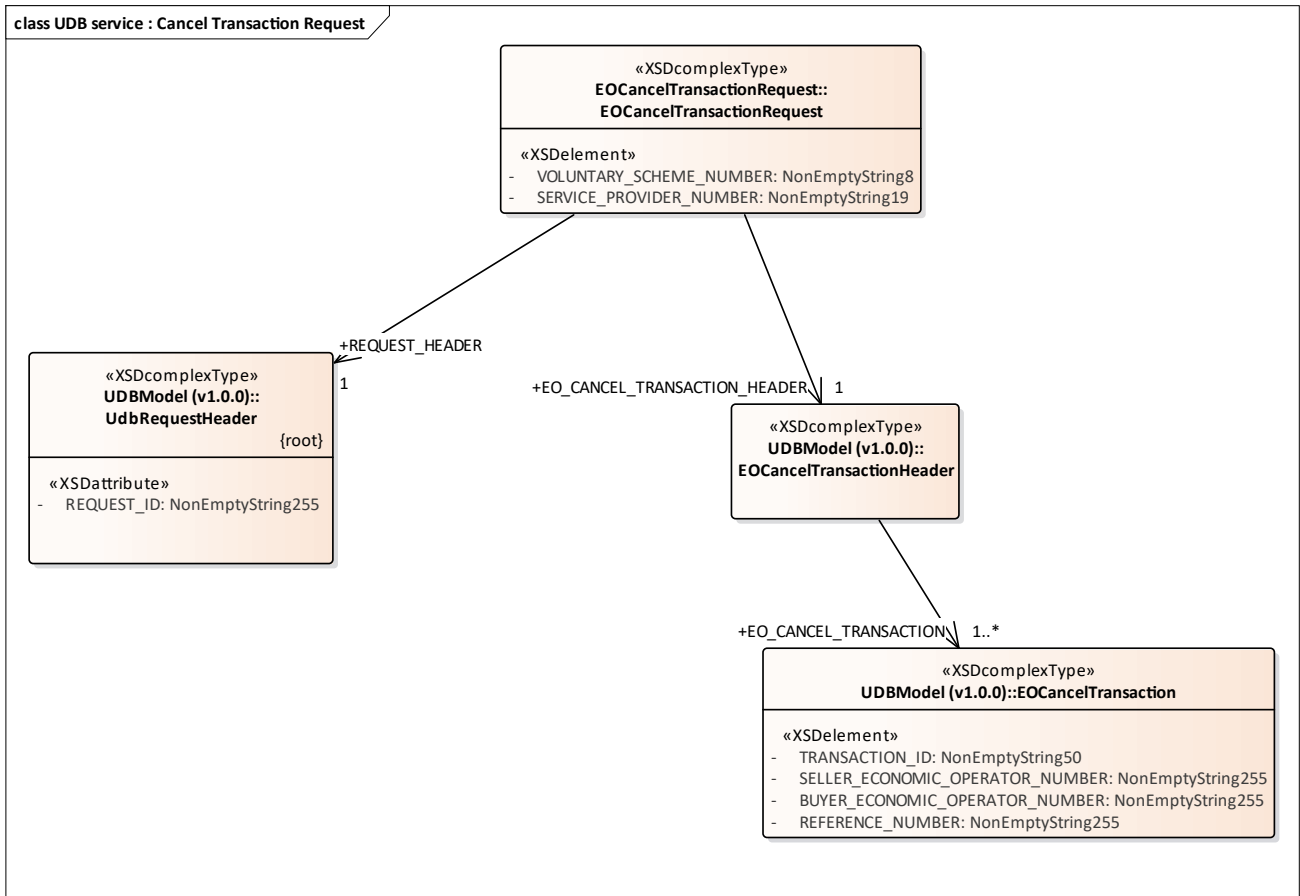 class UDB service : Cancel Transaction Request
«XSDcomplexType»
EOCancelTransactionRequest::
EOCancelTransactionRequest
«XSDelement»
- VOLUNTARY_SCHEME_NUMBER: NonEmptyString8
- SERVICE_PROVIDER_NUMBER: NonEmptyString19
+REQUEST_HEADER
1
«XSDcomplexType»
UDBModel (v1.0.0)::
UdbRequestHeader
{root}
«XSDattribute»
- REQUEST_ID: NonEmptyString255
+EO_CANCEL_TRANSACTION_HEADER 1
«XSDcomplexType»
UDBModel (v1.0.0)::
EOCancelTransactionHeader
+EO_CANCEL_TRANSACTION 1..*
«XSDcomplexType»
UDBModel (v1.0.0)::EOCancelTransaction
«XSDelement»
- TRANSACTION_ID: NonEmptyString50
- SELLER_ECONOMIC_OPERATOR_NUMBER: NonEmptyString255
- BUYER_ECONOMIC_OPERATOR_NUMBER: NonEmptyString255
- REFERENCE_NUMBER: NonEmptyString255